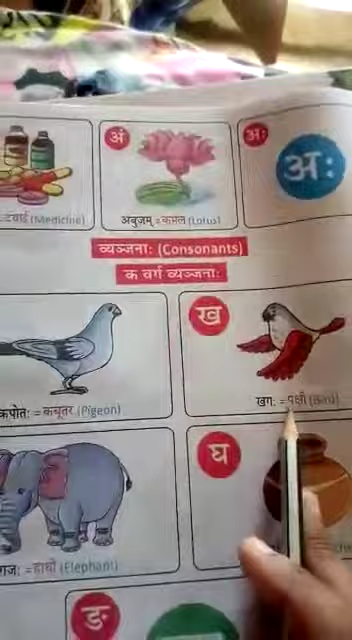 दवाई (Medicine)
अं
अबुजम् = कमल (Lotus)
अः
अः
व्यञ्जनाः (Consonants)
क वर्ग व्यञ्जनाः
कपोतः = कबूतर (Pigeon)
ख
खगः = पक्षी (Bird)
गजः = हाथी (Elephant)
घ
ङ